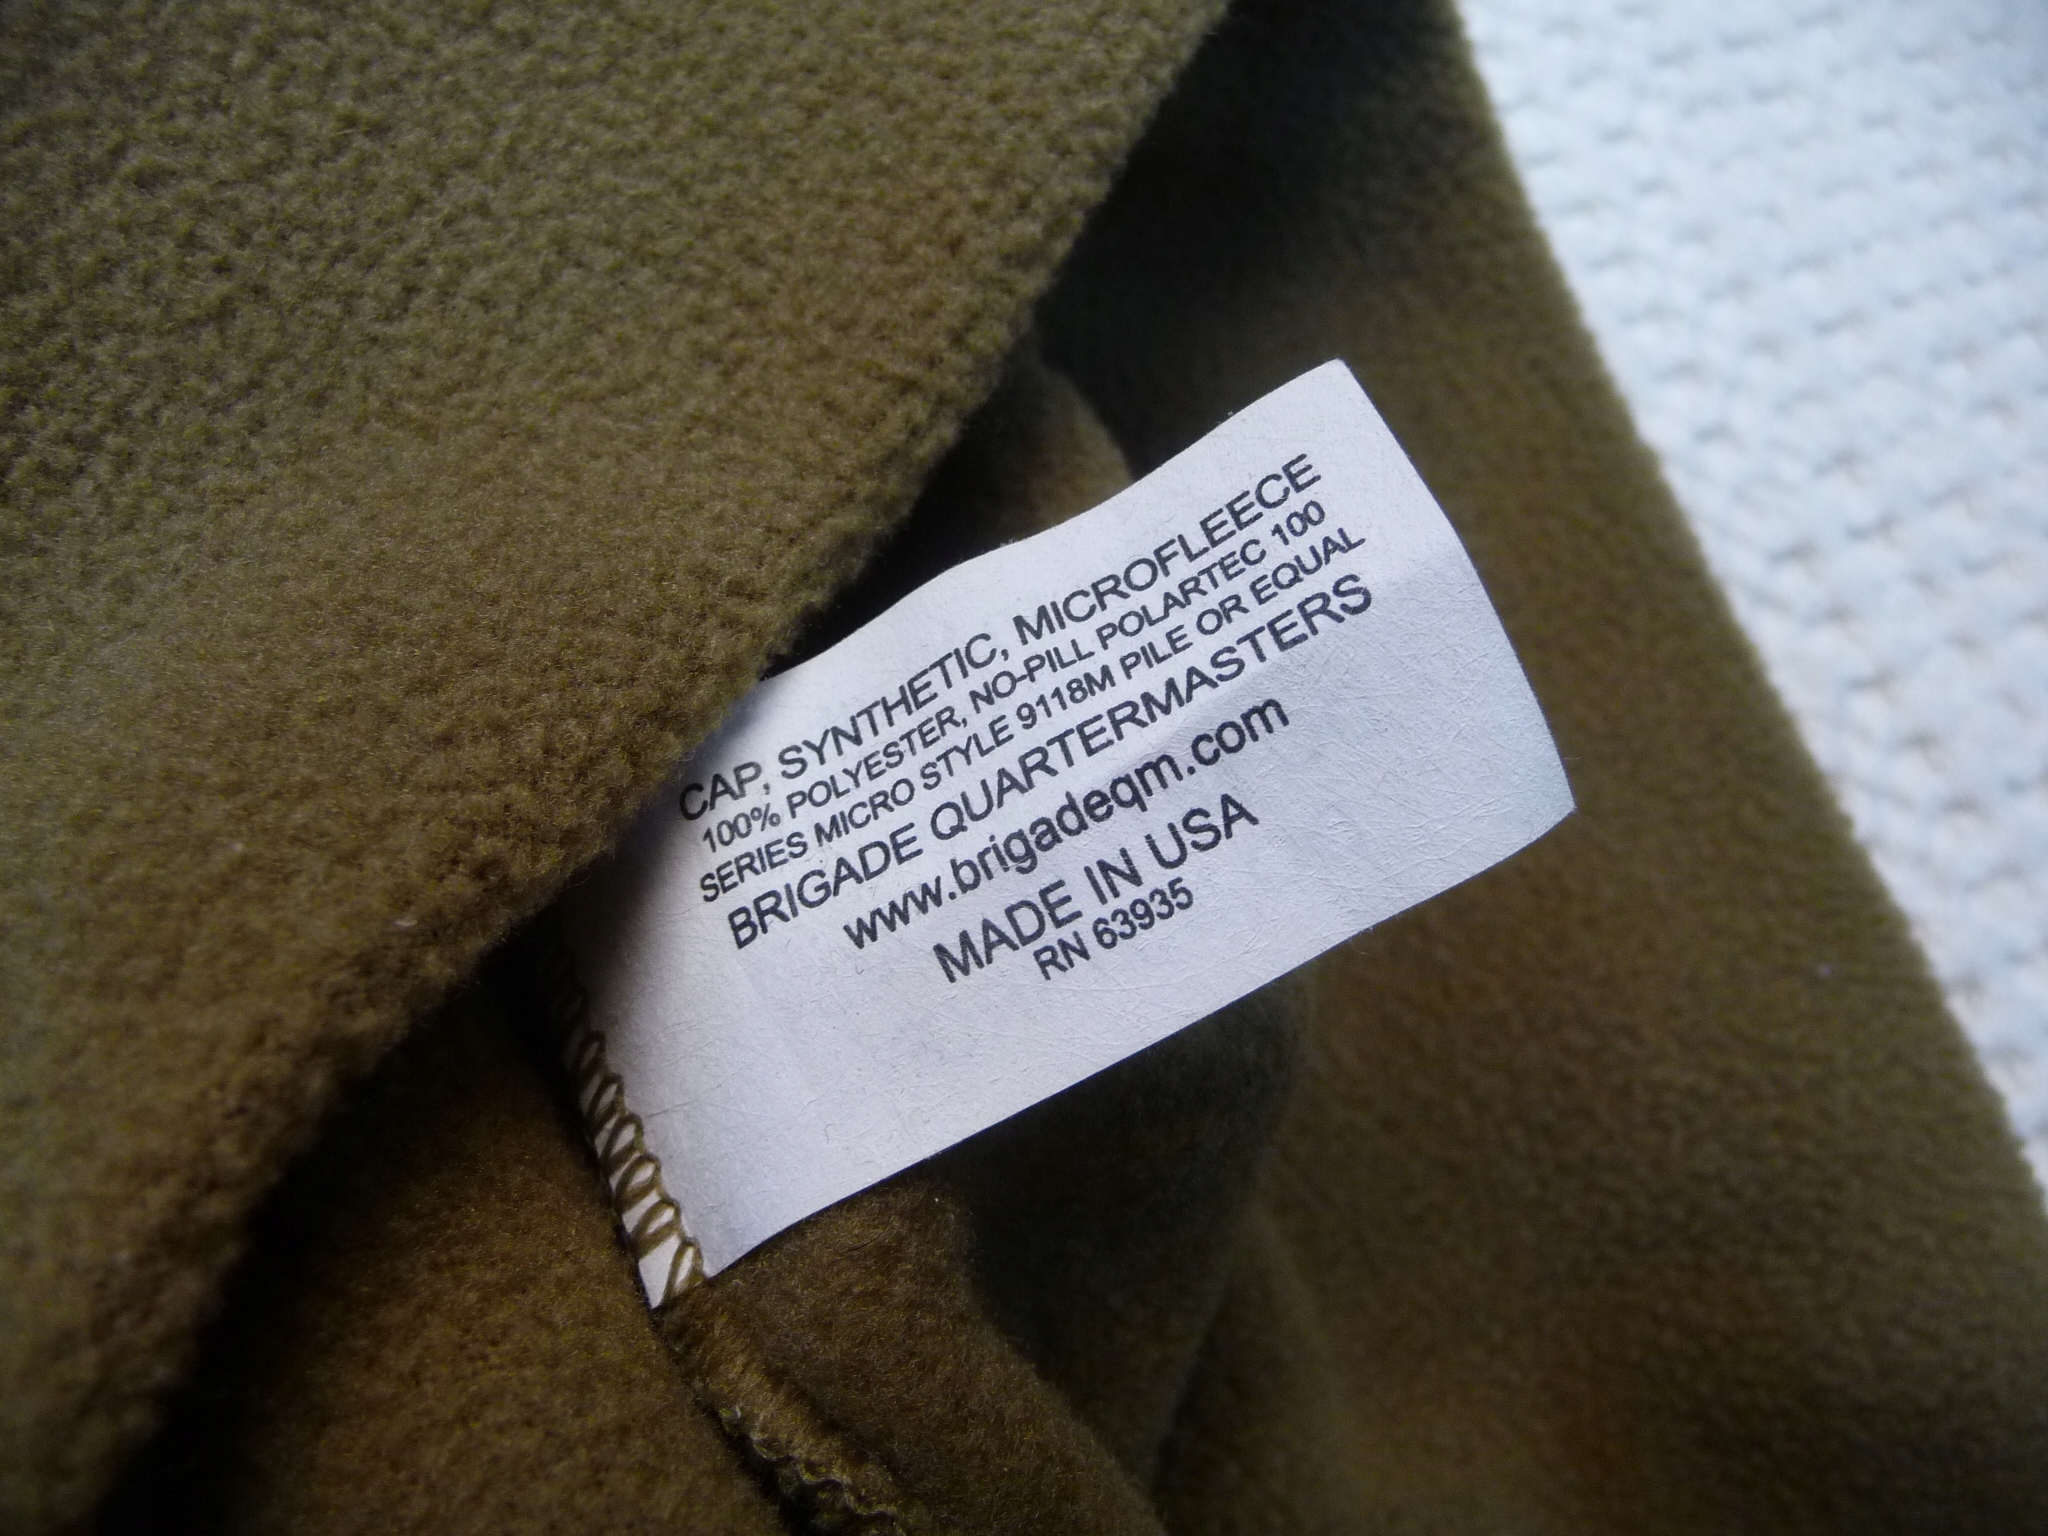 CAP, SYNTHETIC, MICROFLEECE
100% POLYESTER, NO-PILL POLARTEC 100
SERIES MICRO STYLE 9118M PILE OR EQUAL
BRIGADE QUARTERMASTERS
www.brigadeqm.com
MADE IN USA
RN 63935